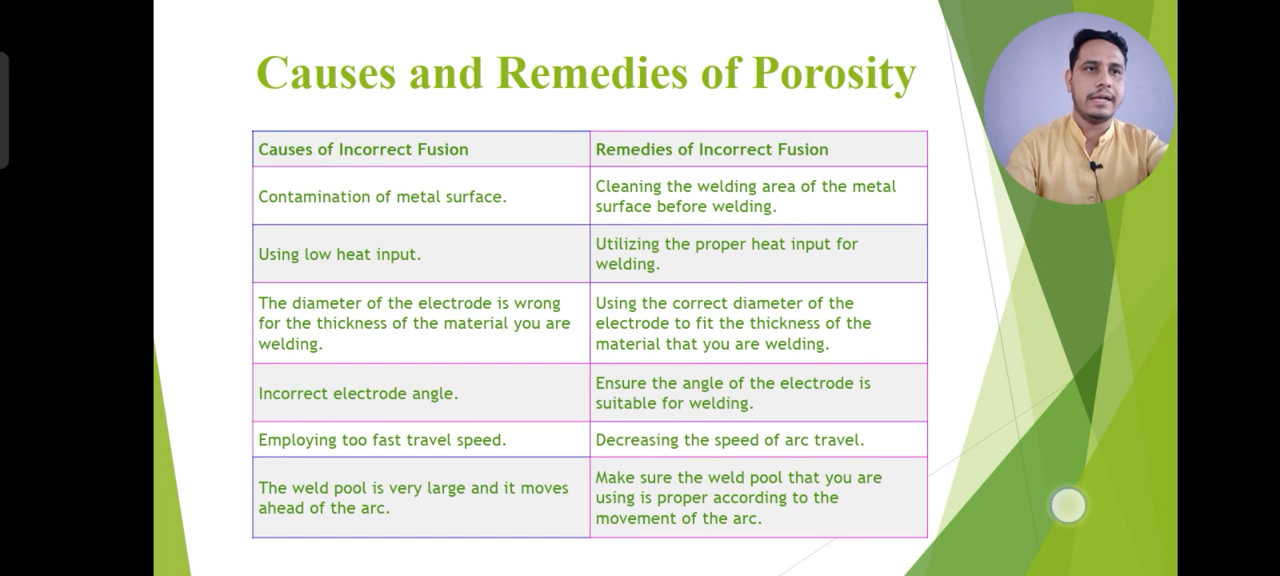 Causes and Remedies of Porosity
Causes of Incorrect Fusion
Remedies of Incorrect Fusion
Contamination of metal surface.
Cleaning the welding area of the metal
surface before welding.
Using low heat input.
Utilizing the proper heat input for
welding.
The diameter of the electrode is wrong
for the thickness of the material you are
welding.
Using the correct diameter of the
electrode to fit the thickness of the
material that you are welding.
Incorrect electrode angle.
Ensure the angle of the electrode is
suitable for welding.
Employing too fast travel speed.
Decreasing the speed of arc travel.
The weld pool is very large and it moves
ahead of the arc.
Make sure the weld pool that you are
using is proper according to the
movement of the arc.